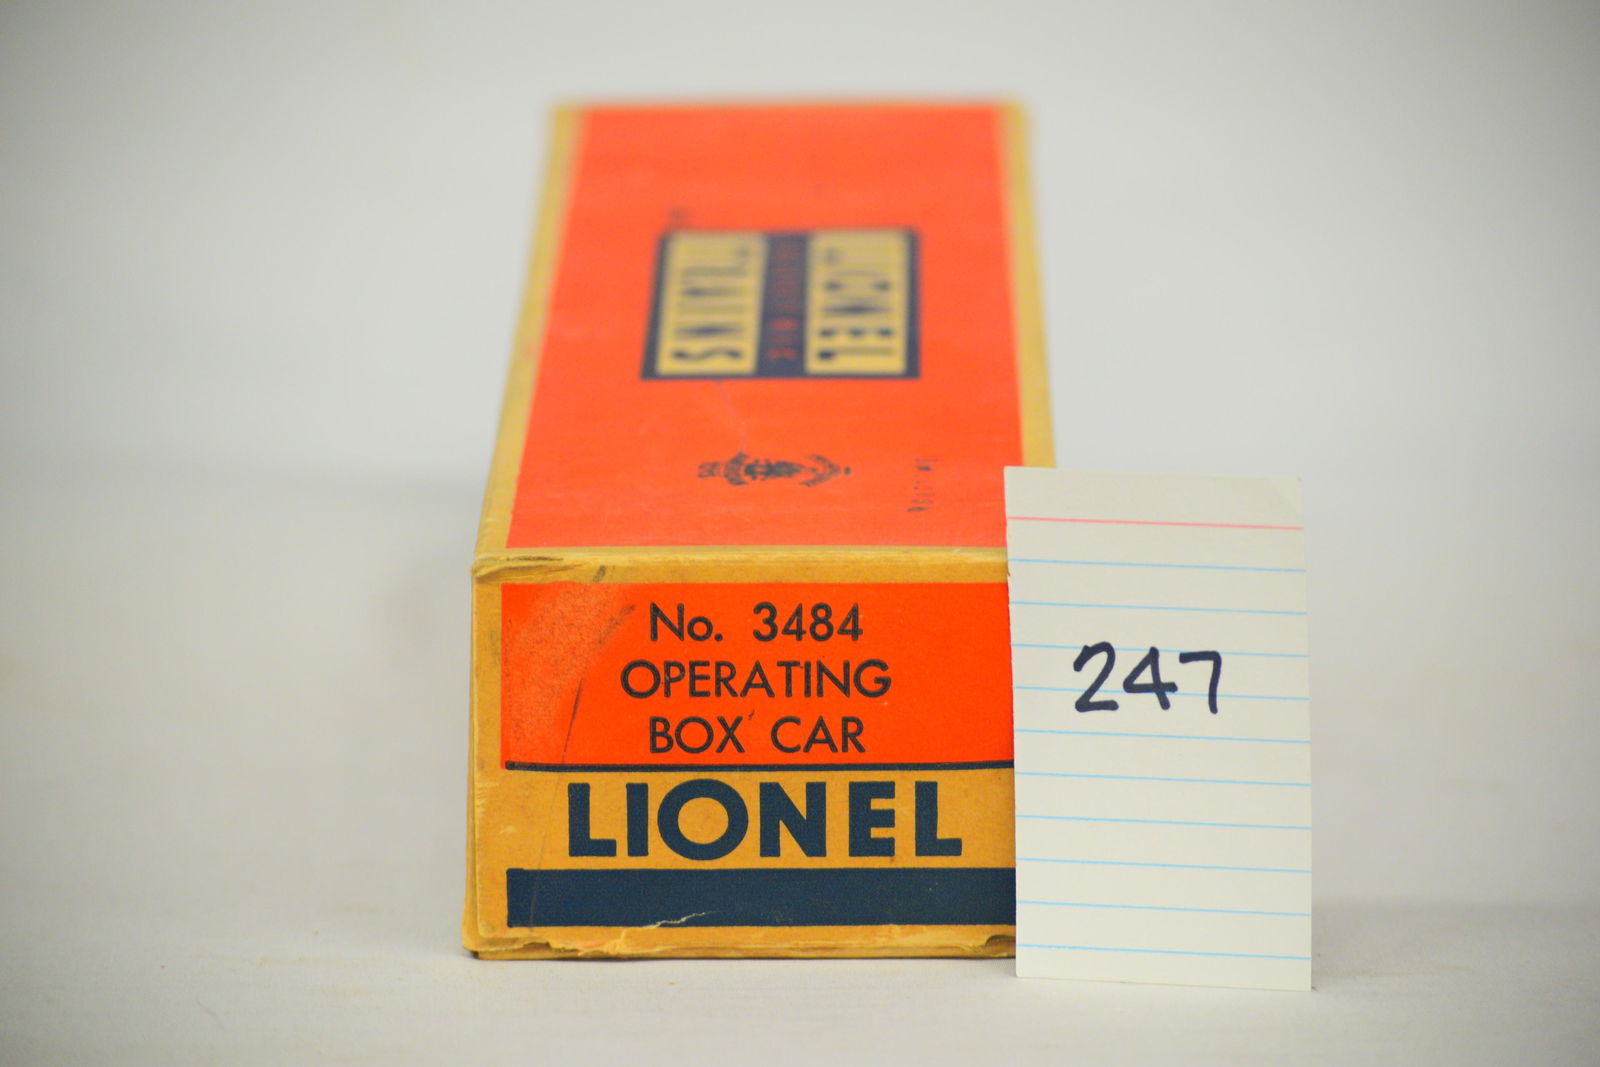 LIONEL
TRAINS
No. 3484
OPERATING
BOX CAR
LIONEL
247